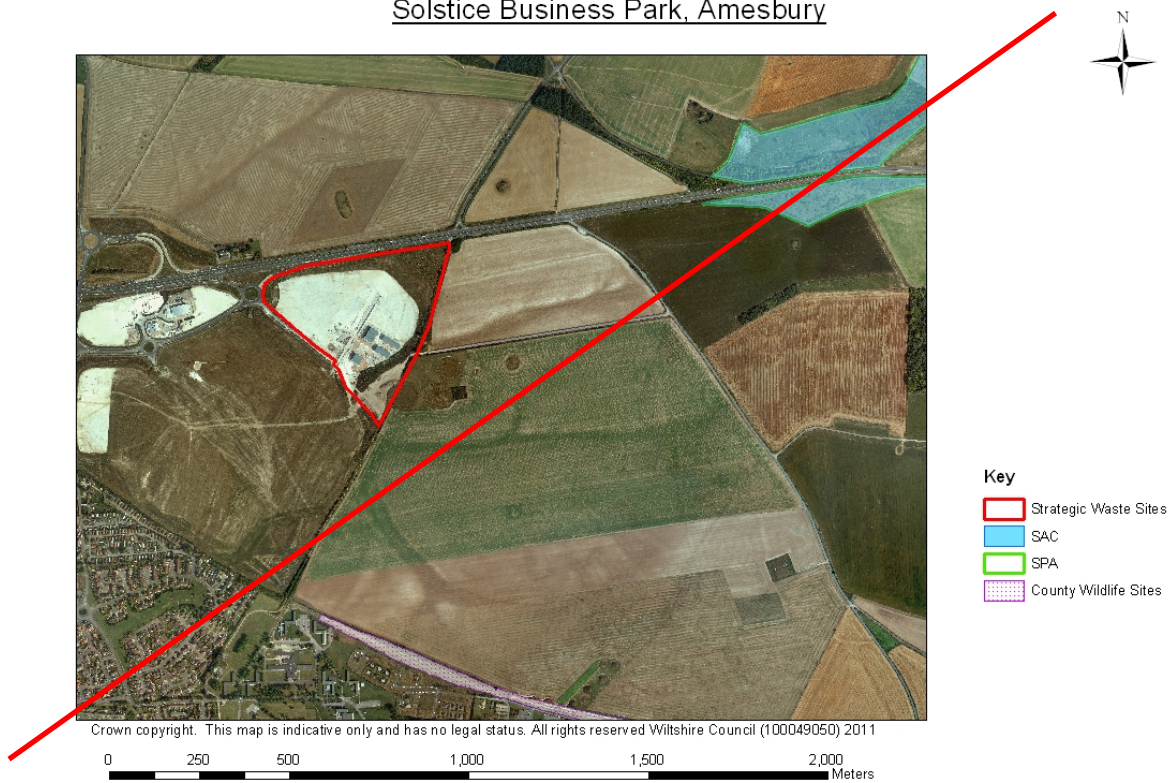 Solstice Business Park, Amesbury
N
Key
Strategic Waste Sites
SAC
SPA
County Wildlife Sites
Crown copyright. This map is indicative only and has no legal status. All rights reserved Wiltshire Council (100049050) 2011
0 250 500 1,000 1,500 2,000
Meters